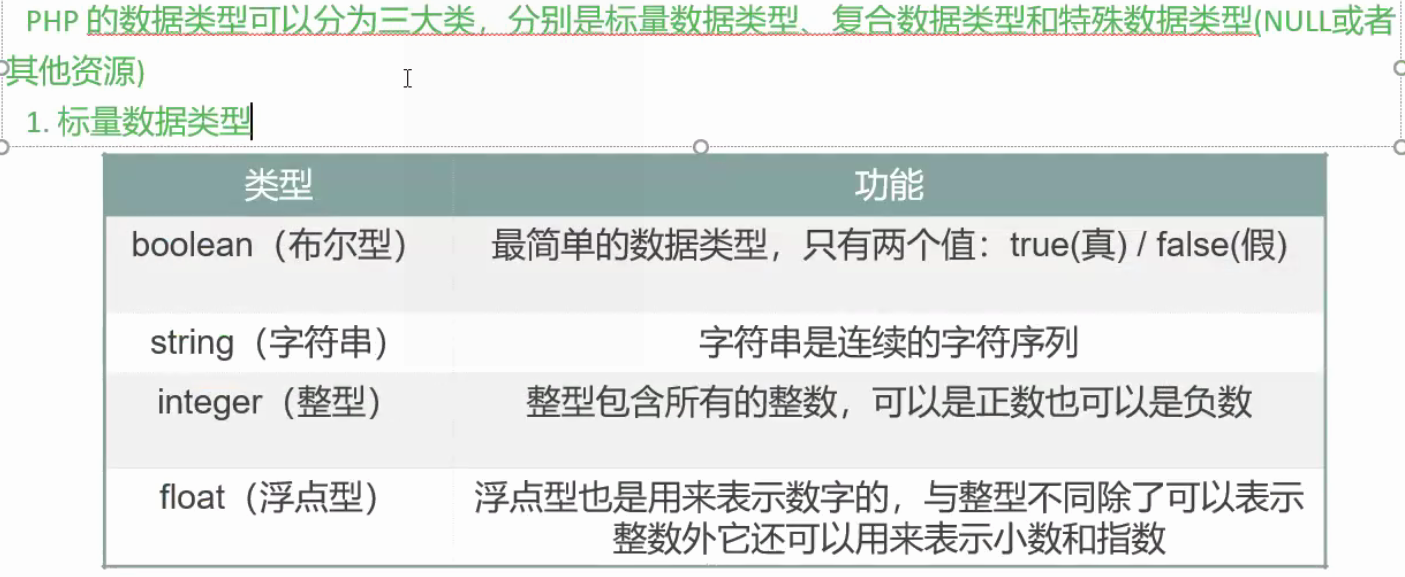 PHP 的数据类型可以分为三大类，分别是标量数据类型、复合数据类型和特殊数据类型(NULL或者
其他资源)
1. 标量数据类型
类型 功能
boolean（布尔型） 最简单的数据类型，只有两个值：true(真) / false(假)
string（字符串） 字符串是连续的字符序列
integer（整型） 整型包含所有的整数，可以是正数也可以是负数
float（浮点型） 浮点型也是用来表示数字的，与整型不同除了可以表示
整数外它还可以用来表示小数和指数